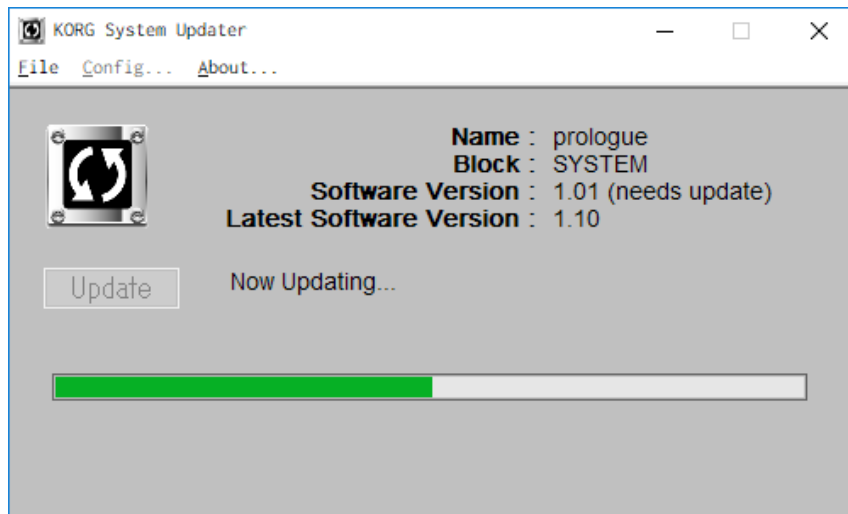 KORG System Updater
File Config... About...
Name : prologue
Block : SYSTEM
Software Version : 1.01 (needs update)
Latest Software Version : 1.10
Update
Now Updating...